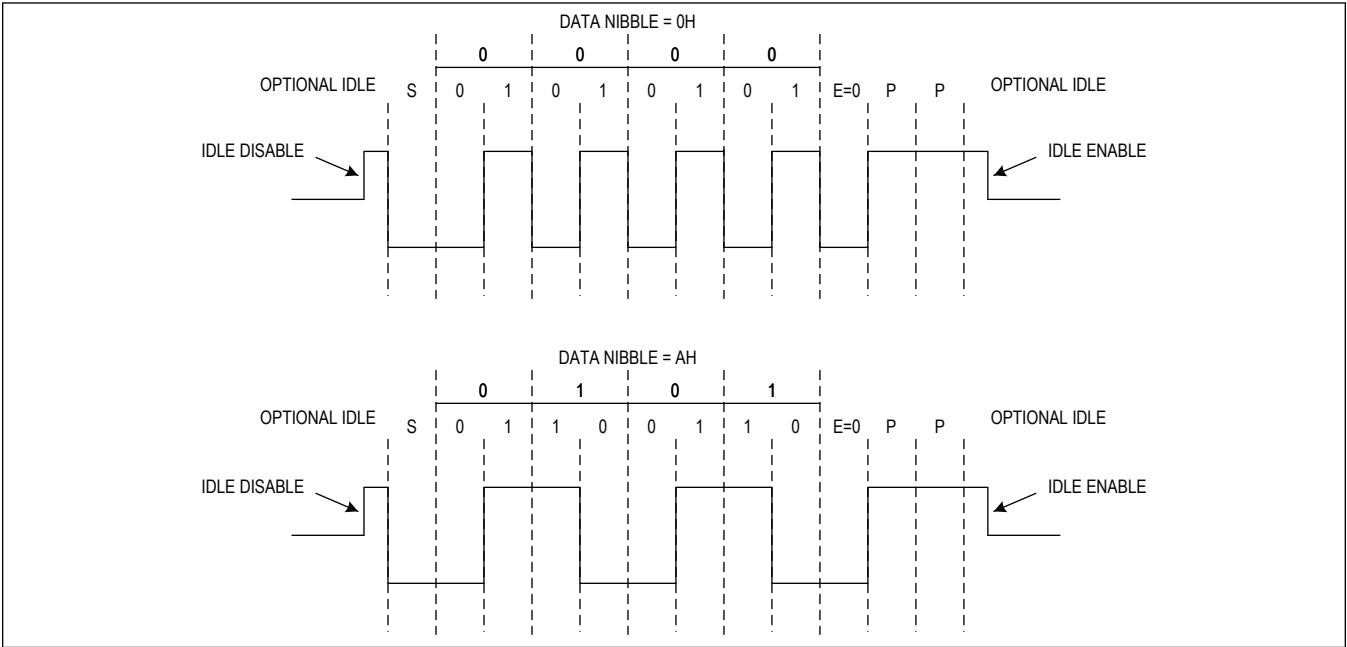 DATA NIBBLE = 0H
0 0 0 0
OPTIONAL IDLE S 0 1 0 1 0 1 0 1 E=0 P P OPTIONAL IDLE
IDLE DISABLE IDLE ENABLE
DATA NIBBLE = AH
0 1 0 1
OPTIONAL IDLE S 0 1 1 0 0 1 1 0 E=0 P P OPTIONAL IDLE
IDLE DISABLE IDLE ENABLE